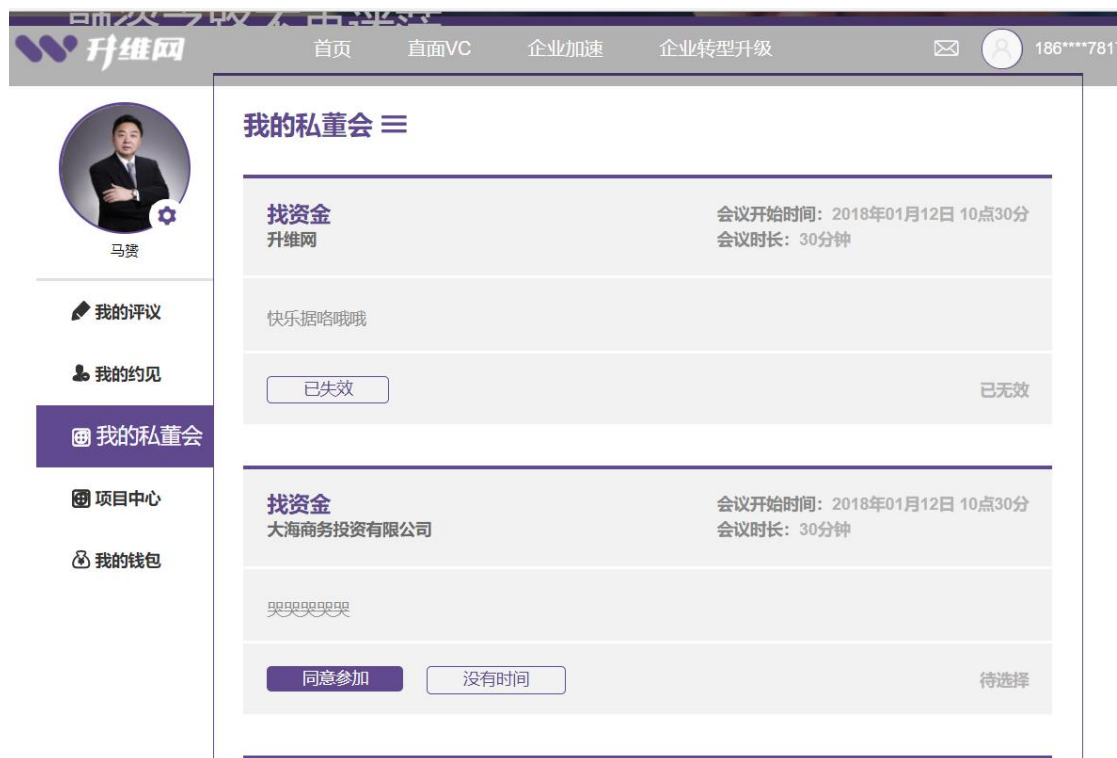 升维网
首页 直面VC 企业加速 企业转型升级
186****781
我的私董会
马赟
找资金
升维网
会议开始时间：2018年01月12日 10点30分
会议时长：30分钟
快乐据咯哦哦
已失效
已无效
我的评议
我的约见
我的私董会
项目中心
我的钱包
找资金
大海商务投资有限公司
会议开始时间：2018年01月12日 10点30分
会议时长：30分钟
哭哭哭哭哭
同意参加 没有时间
待选择